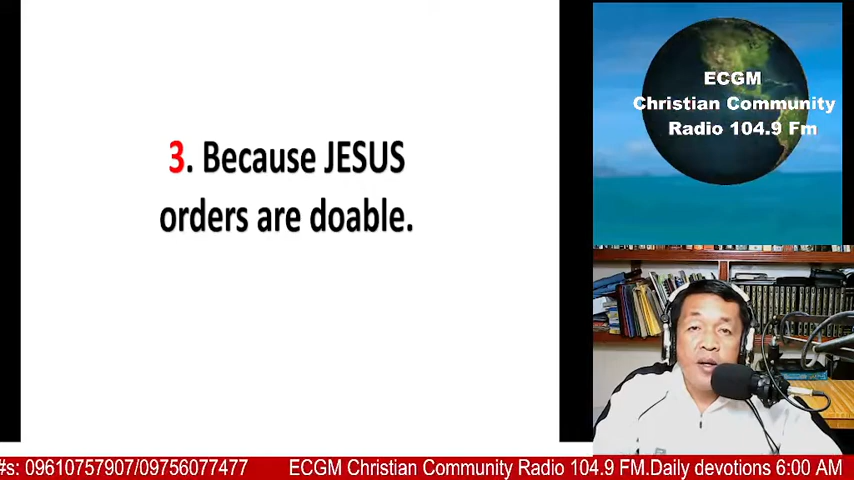 3. Because JESUS
orders are doable.
ECGM
Christian Community
Radio 104.9 Fm
#s: 09610757907/09756077477 ECGM Christian Community Radio 104.9 FM.Daily devotions 6:00 AM